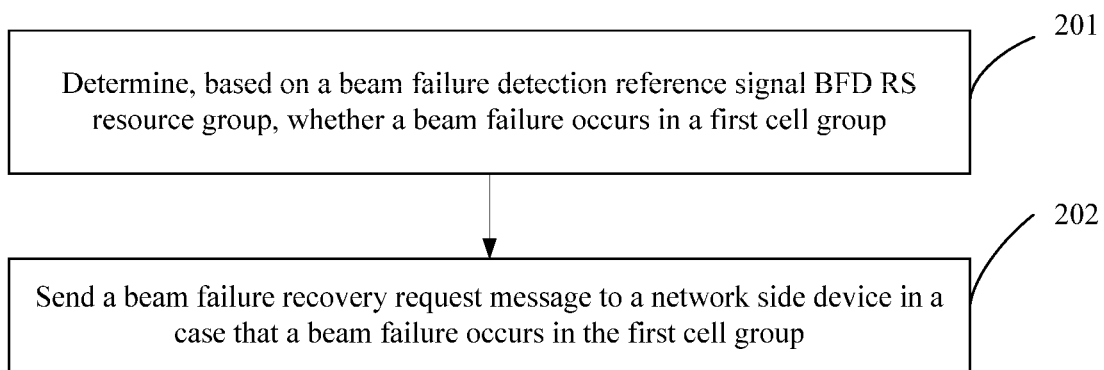 201
Determine, based on a beam failure detection reference signal BFD RS
resource group, whether a beam failure occurs in a first cell group
202
Send a beam failure recovery request message to a network side device in a
case that a beam failure occurs in the first cell group